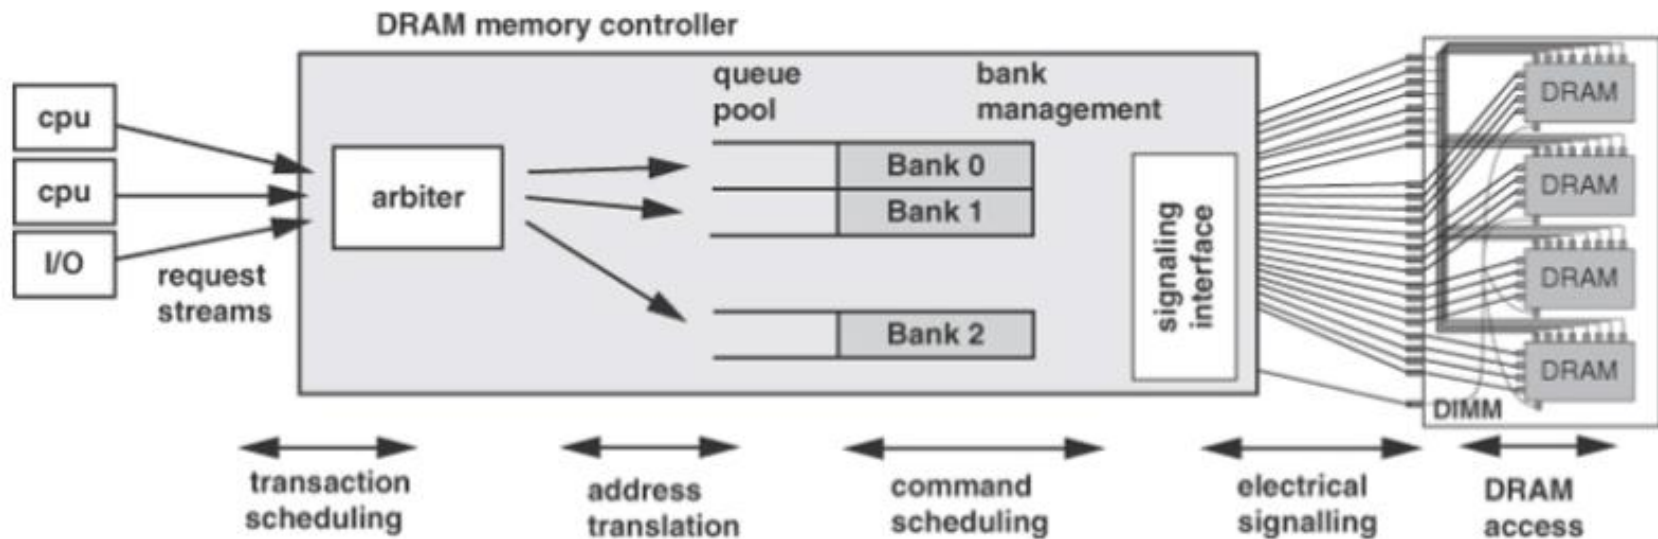 DRAM memory controller
cpu
cpu
I/O
request
streams
arbiter
queue
pool
bank
management
Bank 0
Bank 1
Bank 2
signaling
interface
DRAM
DRAM
DRAM
DRAM
DIMM
transaction
scheduling
address
translation
command
scheduling
electrical
signalling
DRAM
access